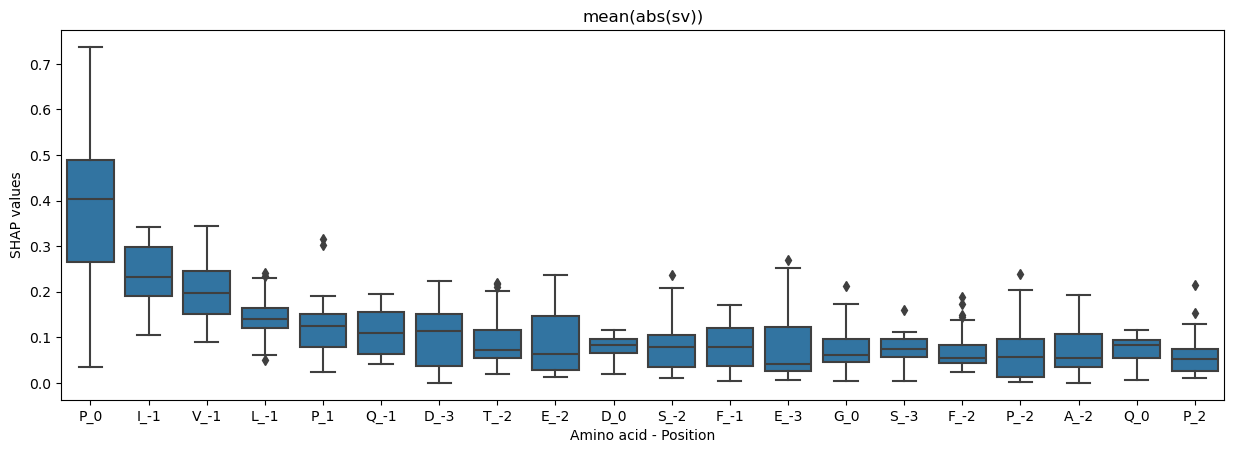 mean(abs(sv))
SHAP values
0.7
0.6
0.5
0.4
0.3
0.2
0.1
0.0
P_0 I_-1 V_-1 L_-1 P_1 Q_-1 D_-3 T_-2 E_-2 D_0 S_-2 F_-1 E_-3 G_0 S_-3 F_-2 P_-2 A_-2 Q_0 P_2
Amino acid - Position